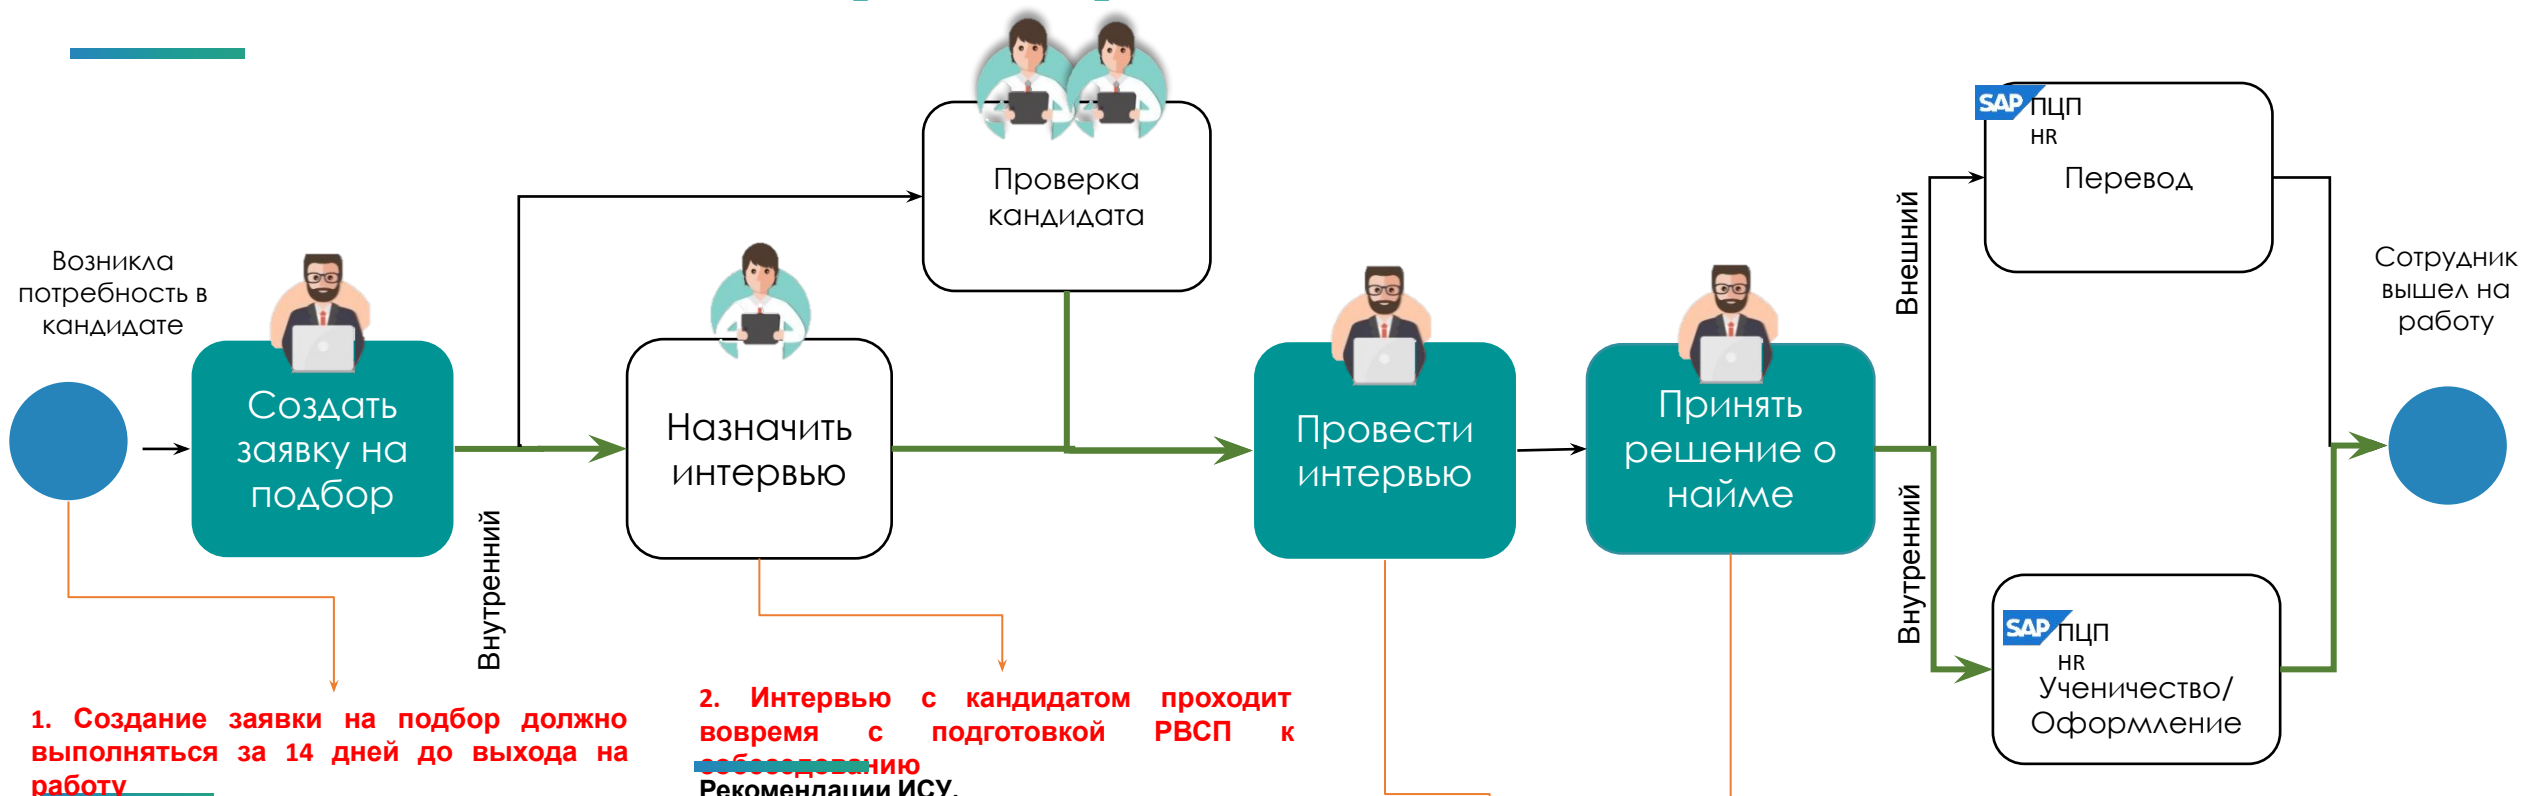 Возникла
потребность в
кандидате
Создать
заявку на
подбор
Внутренний
Назначить
интервью
Проверка
кандидата
Провести
интервью
Принять
решение о
найме
Внешний
Внутренний
SAP ПЦП
HR
Перевод
SAP ПЦП
HR
Ученичество/
Оформление
Сотрудник
вышел на
работу
1. Создание заявки на подбор должно
выполняться за 14 дней до выхода на
работу
2. Интервью с кандидатом проходит
вовремя с подготовкой РВСП к
собеседованию
Рекомендации ИСУ.